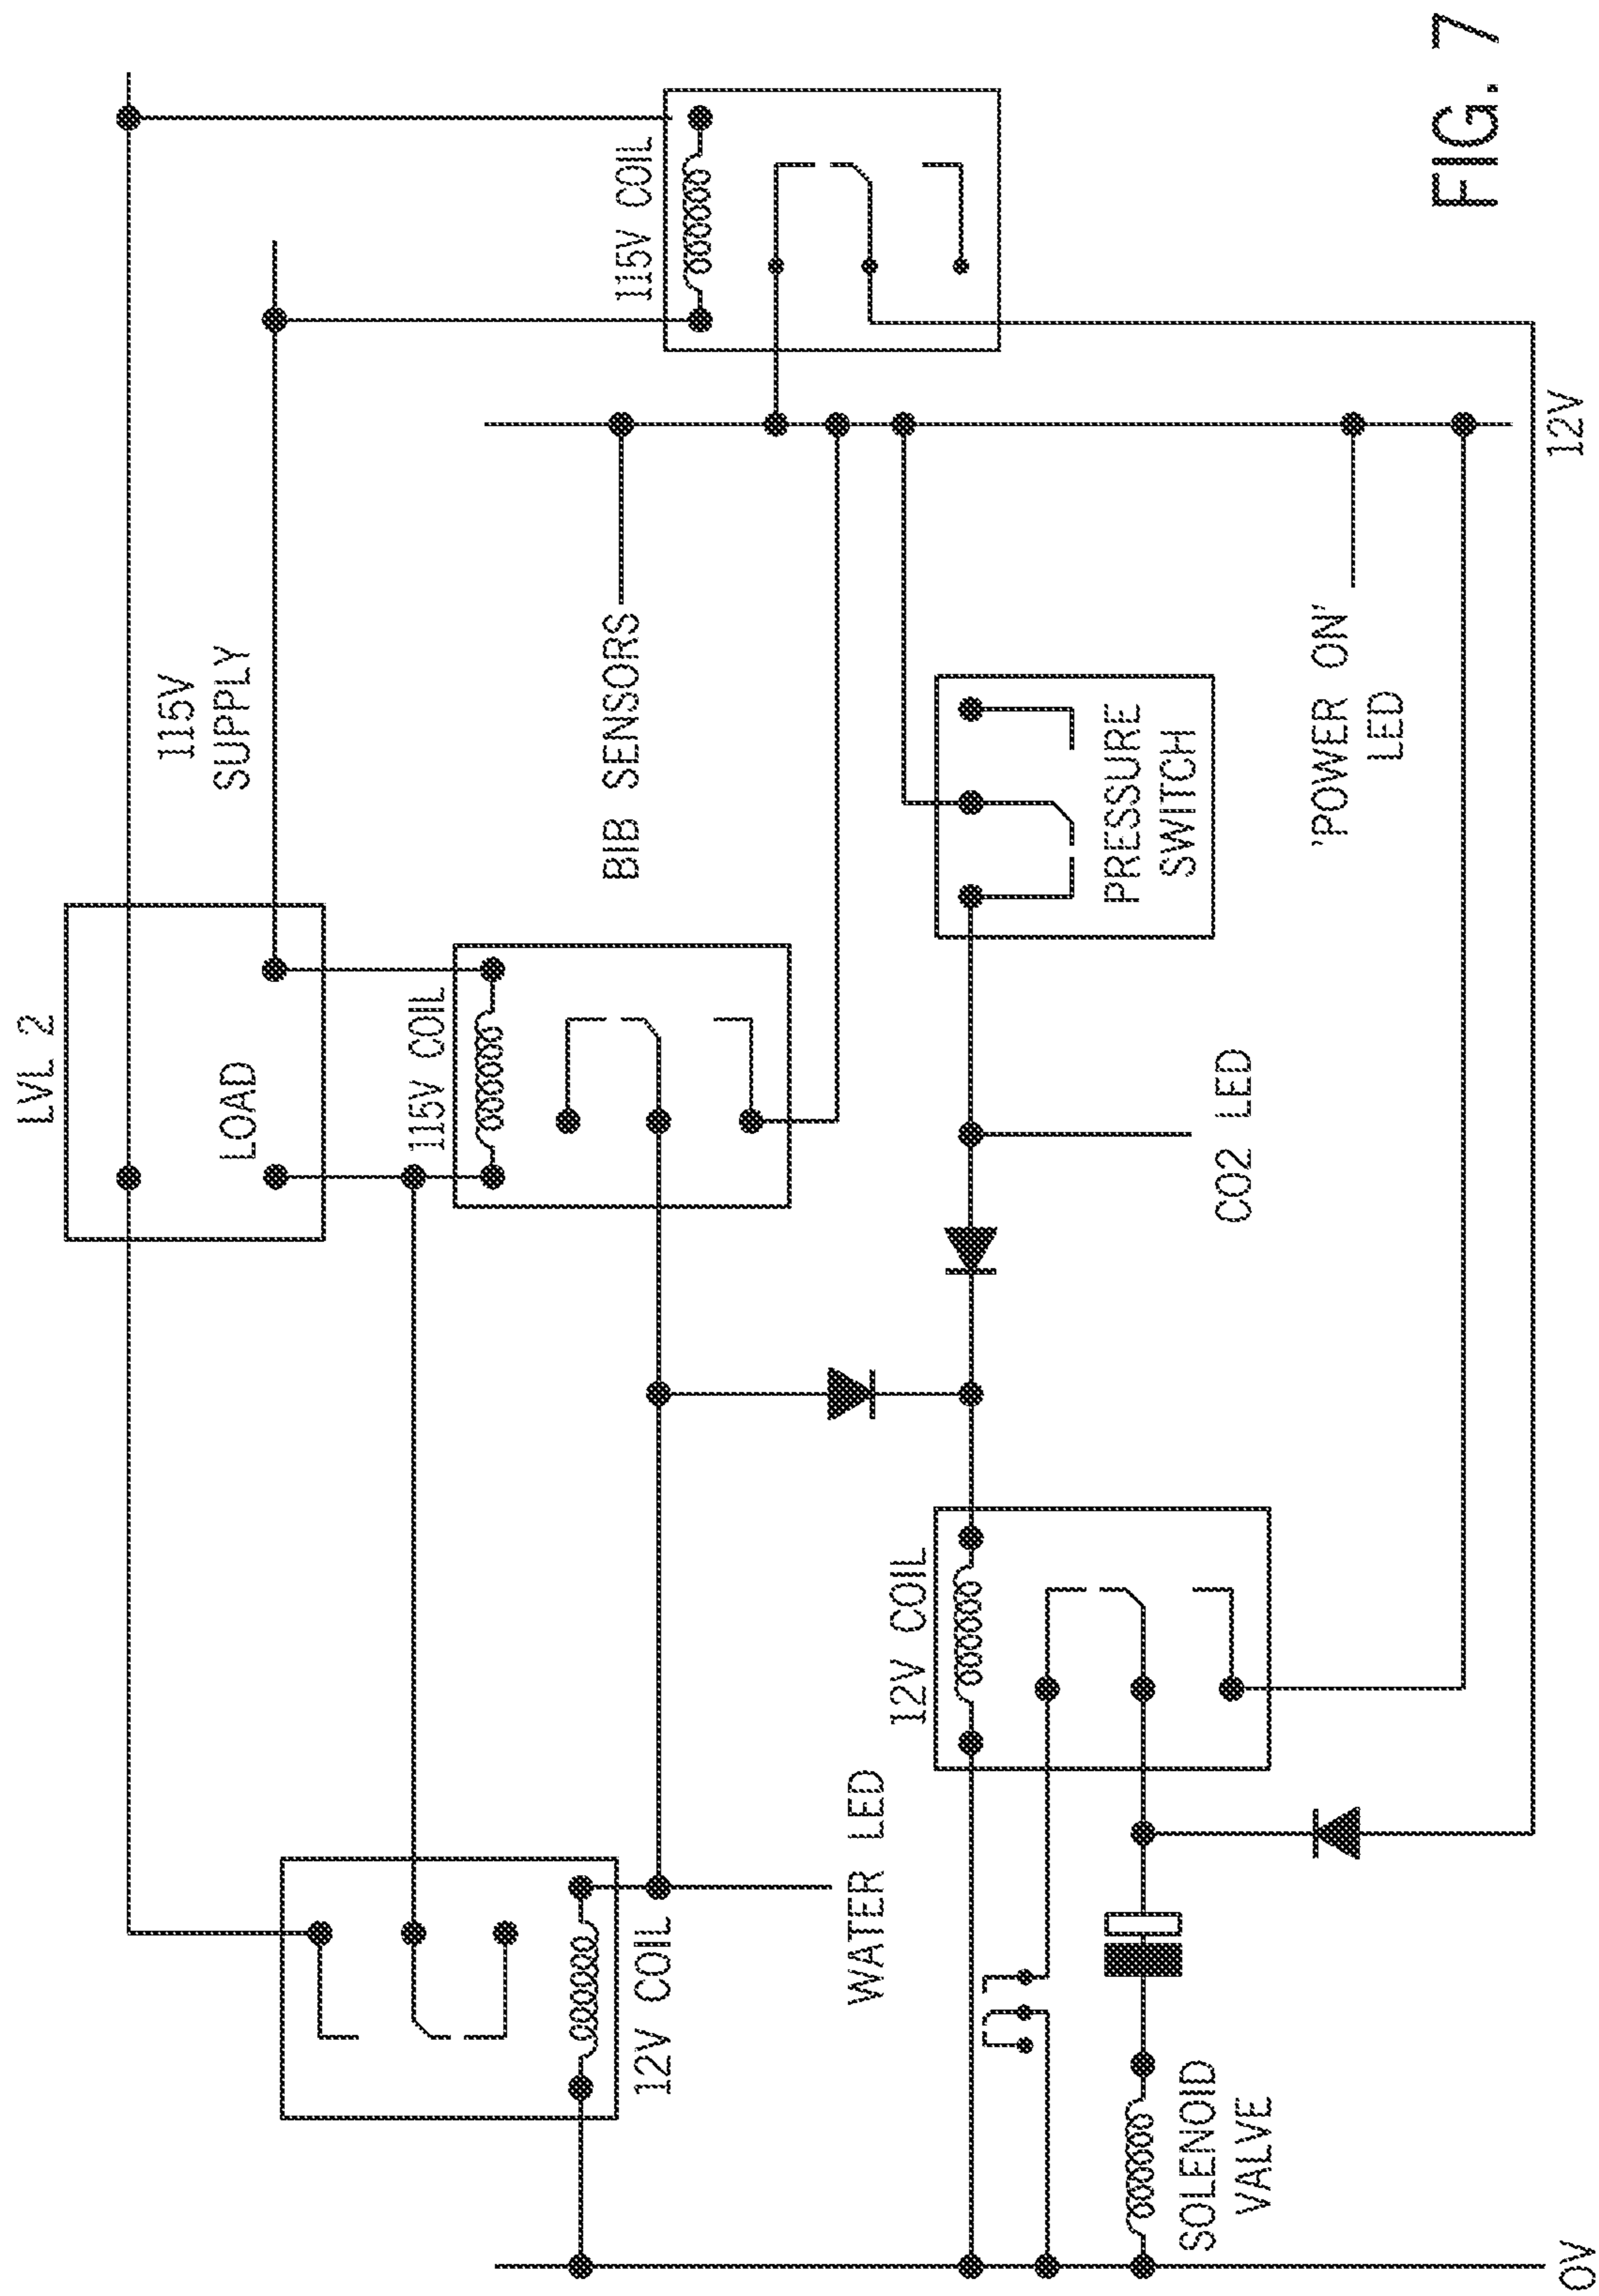 LVL 2
115V
SUPPLY
LOAD
115V COIL
115V COIL
BIB SENSORS
12V COIL
WATER LED
12V COIL
PRESSURE
SWITCH
CO2 LED
'POWER ON'
LED
SOLENOID
VALVE
0V
12V
FIG. 7